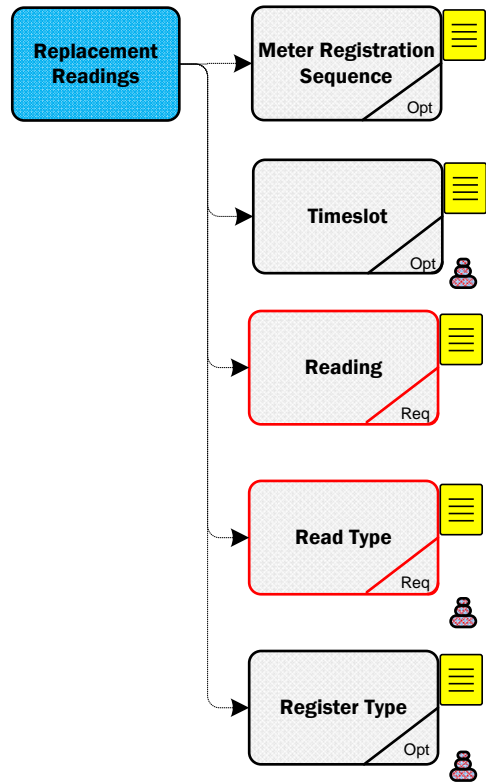 Replacement
Readings
Meter Registration
Sequence
Opt
Timeslot
Opt
Reading
Req
Read Type
Req
Register Type
Opt